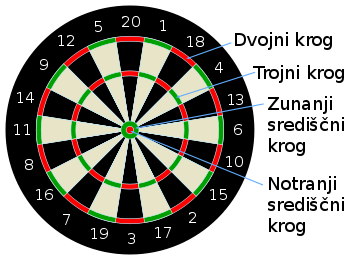 20
1
18
4
13
6
10
15
2
17
3
19
7
16
8
11
14
9
12
5
Dvojni krog
Trojni krog
Zunanji
središčni
krog
Notranji
središčni
krog